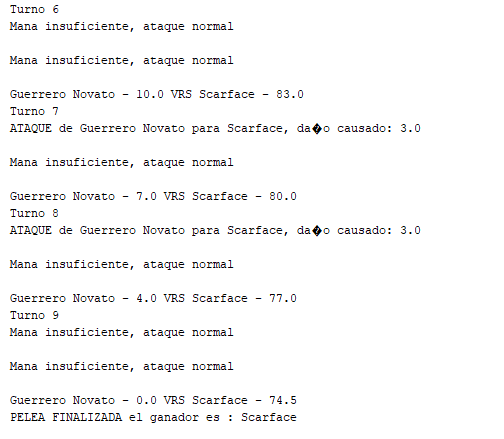 Turno 6
Mana insuficiente, ataque normal
Mana insuficiente, ataque normal
Guerrero Novato - 10.0 VRS Scarface - 83.0
Turno 7
ATAQUE de Guerrero Novato para Scarface, da�o causado: 3.0
Mana insuficiente, ataque normal
Guerrero Novato - 7.0 VRS Scarface - 80.0
Turno 8
ATAQUE de Guerrero Novato para Scarface, da�o causado: 3.0
Mana insuficiente, ataque normal
Guerrero Novato - 4.0 VRS Scarface - 77.0
Turno 9
Mana insuficiente, ataque normal
Mana insuficiente, ataque normal
Guerrero Novato - 0.0 VRS Scarface - 74.5
PELEA FINALIZADA el ganador es : Scarface